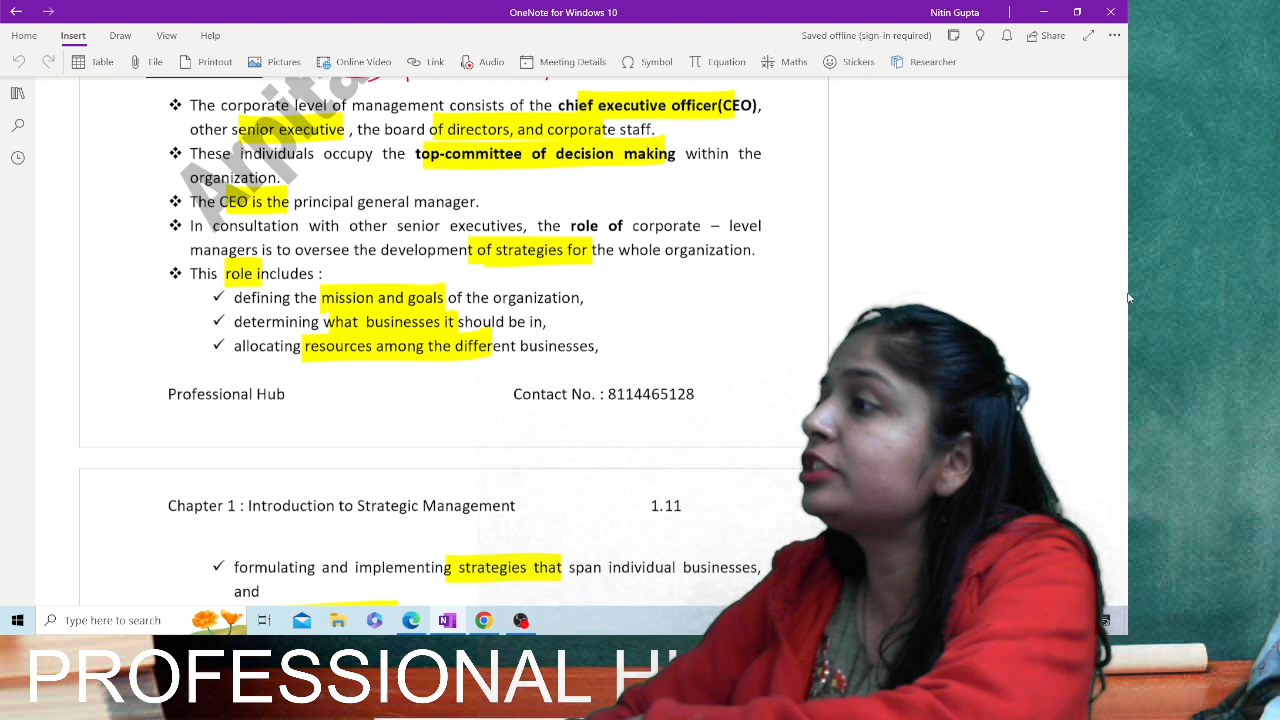 OneNote for Windows 10
Nitin Gupta
Home Insert Draw View Help
Saved offline (sign-in required)
Share
Table File Printout Pictures Online Video Link Audio Meeting Details Symbol Equation Maths Stickers Researcher
Arpita
❖ The corporate level of management consists of the chief executive officer(CEO),
other senior executive , the board of directors, and corporate staff.
❖ These individuals occupy the top-committee of decision making within the
organization.
❖ The CEO is the principal general manager.
❖ In consultation with other senior executives, the role of corporate – level
managers is to oversee the development of strategies for the whole organization.
❖ This role includes :
✓ defining the mission and goals of the organization,
✓ determining what businesses it should be in,
✓ allocating resources among the different businesses,
Professional Hub Contact No. : 8114465128
Chapter 1 : Introduction to Strategic Management 1.11
✓ formulating and implementing strategies that span individual businesses,
and
Type here to search
PROFESSIONAL